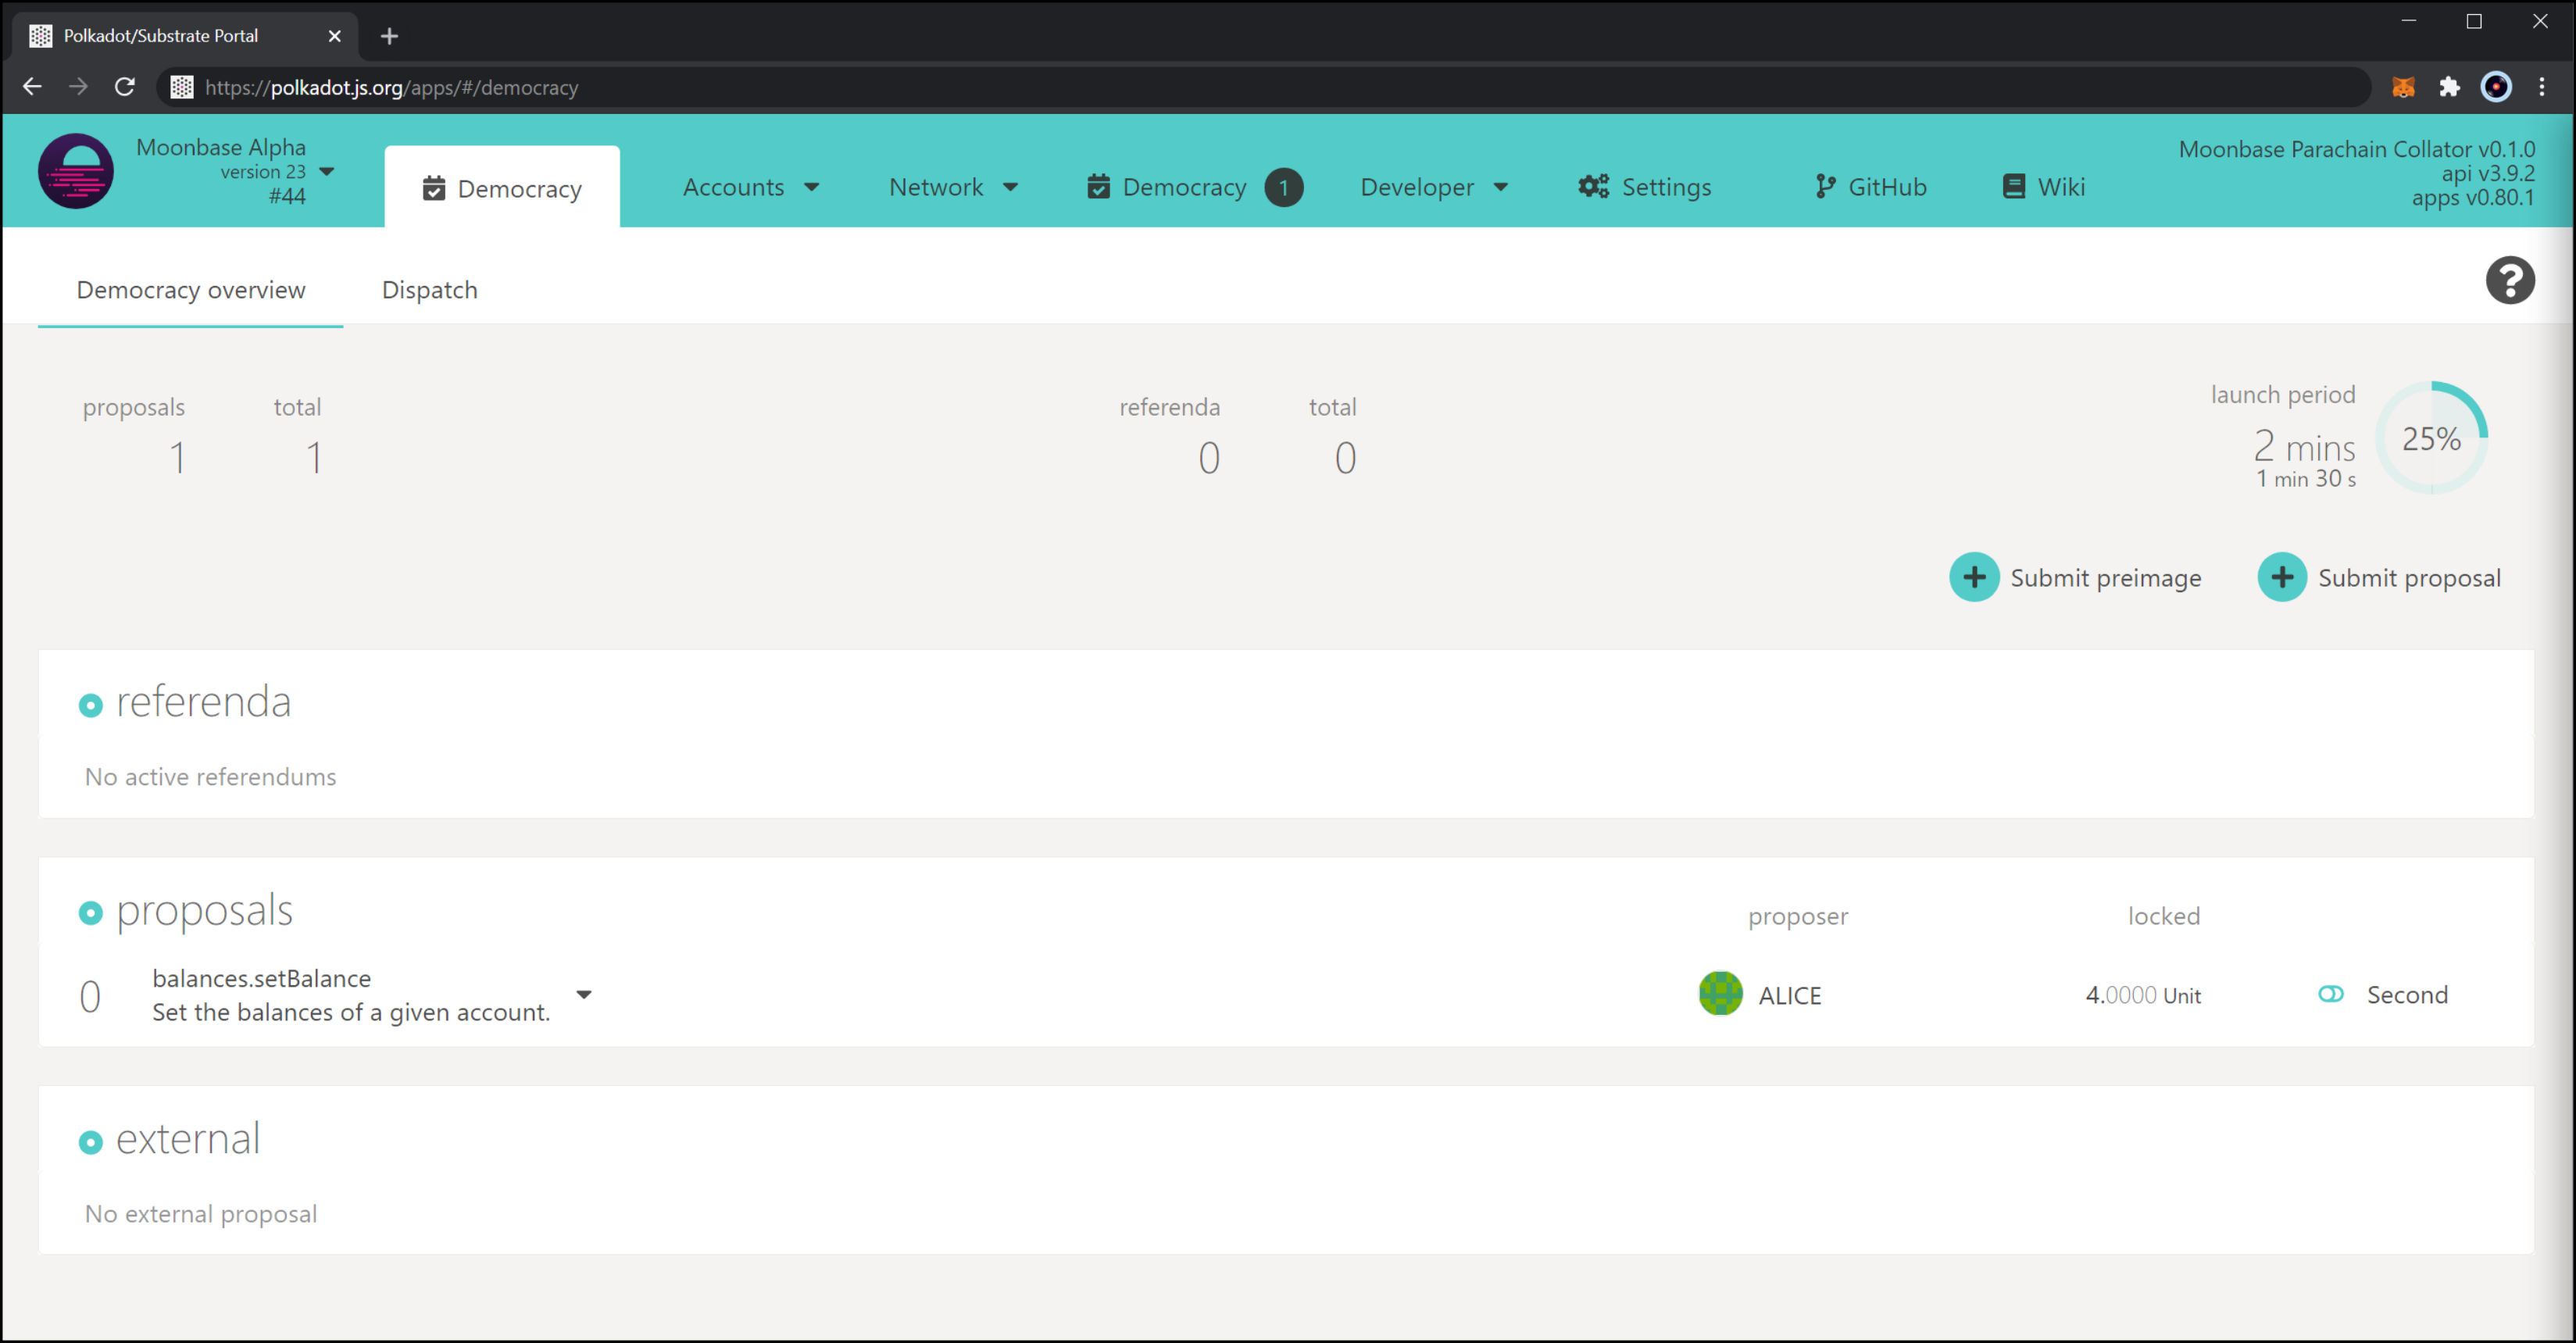 Polkadot/Substrate Portal
https://polkadot.js.org/apps/#/democracy
Moonbase Alpha
version 23
#44
Democracy
Accounts
Network
Democracy 1
Developer
Settings
GitHub
Wiki
Moonbase Parachain Collator v0.1.0
api v3.9.2
apps v0.80.1
Democracy overview
Dispatch
proposals total
1 1
referenda total
0 0
launch period
2 mins
1 min 30 s
25%
Submit preimage
Submit proposal
referenda
No active referendums
proposals proposer locked
0
balances.setBalance
Set the balances of a given account.
ALICE
4.0000 Unit
Second
external
No external proposal